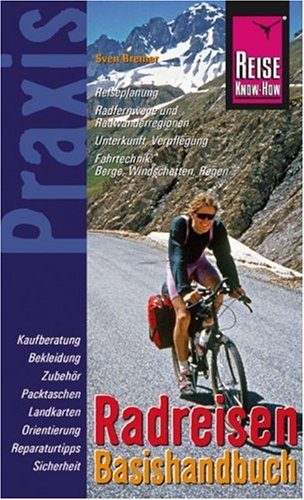 Praxis
Sven Bremer
REISE
KNOW-HOW
Reiseplanung
Radfernwege und
Radwanderregionen
Unterkunft, Verpflegung
Fahrtechnik:
Berge, Windschatten, Regen
Kaufberatung
Bekleidung
Zubehör
Packtaschen
Landkarten
Orientierung
Reparaturtipps
Sicherheit
Radreisen
Basishandbuch